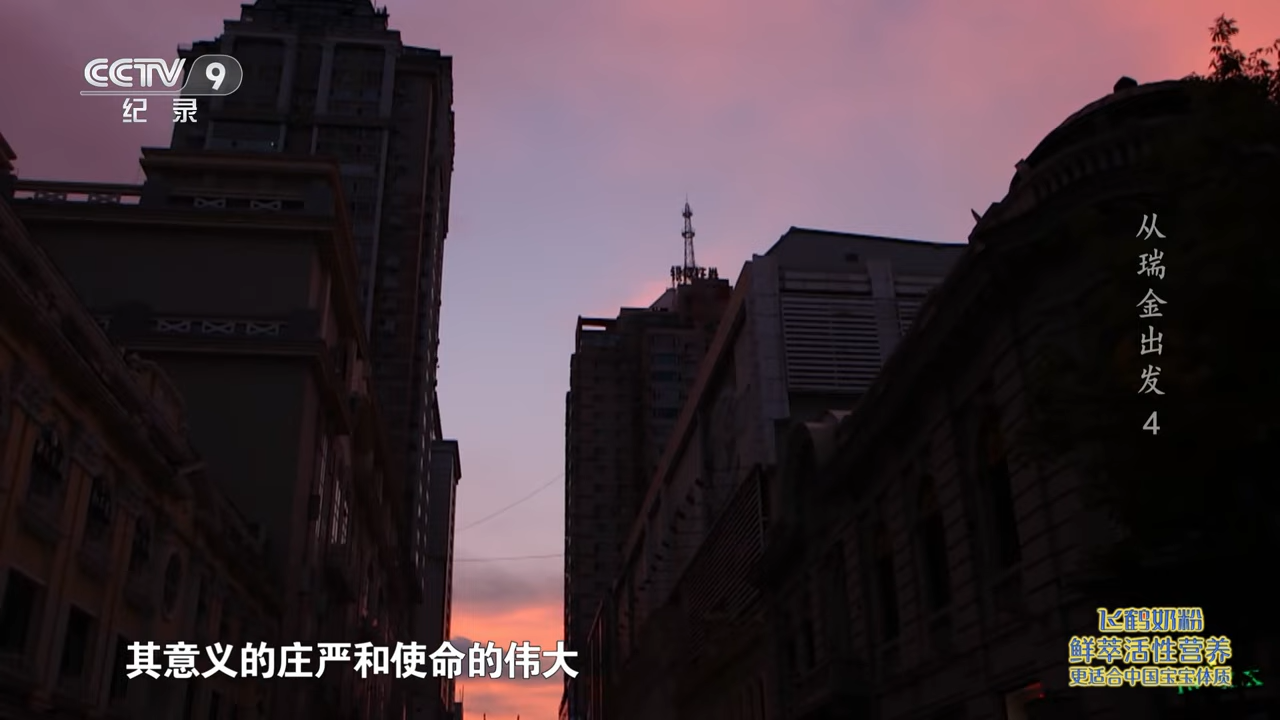 CCTV 9
纪录
从瑞金出发4
其意义的庄严和使命的伟大
飞鹤奶粉
鲜萃活性营养
更适合中国宝宝体质